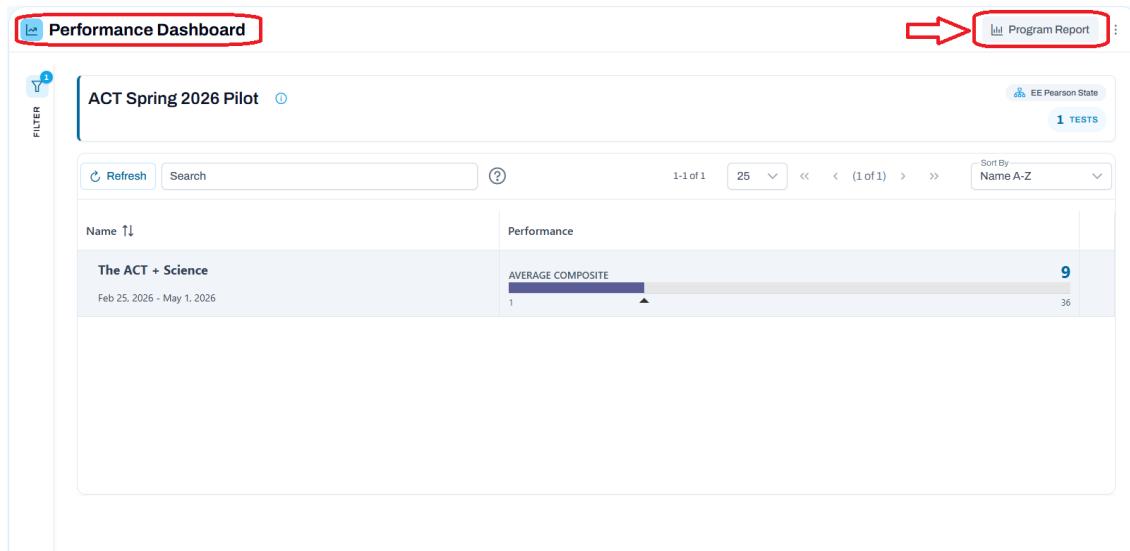 Performance Dashboard
Program Report
1
FILTER
ACT Spring 2026 Pilot
EE Pearson State
1 TESTS
Refresh
Search
1-1 of 1
25
(1 of 1)
Sort By
Name A-Z
Name
Performance
The ACT + Science
Feb 25, 2026 - May 1, 2026
AVERAGE COMPOSITE
9
1
36